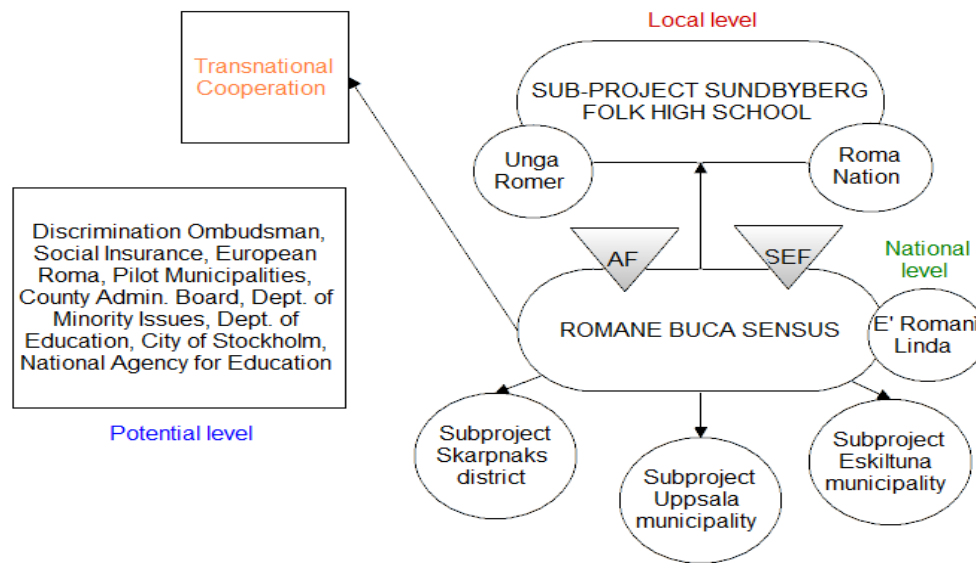 Local level
Transnational
Cooperation
SUB-PROJECT SUNDBYBERG
FOLK HIGH SCHOOL
Unga
Romer
Roma
Nation
Discrimination Ombudsman,
Social Insurance, European
Roma, Pilot Municipalities,
County Admin. Board, Dept. of
Minority Issues, Dept. of
Education, City of Stockholm,
National Agency for Education
Potential level
AF
SEF
National
level
ROMANE BUCA SENSUS
E' Romani
Linda
Subproject
Skarpnaks
district
Subproject
Uppsala
municipality
Subproject
Eskiltuna
municipality